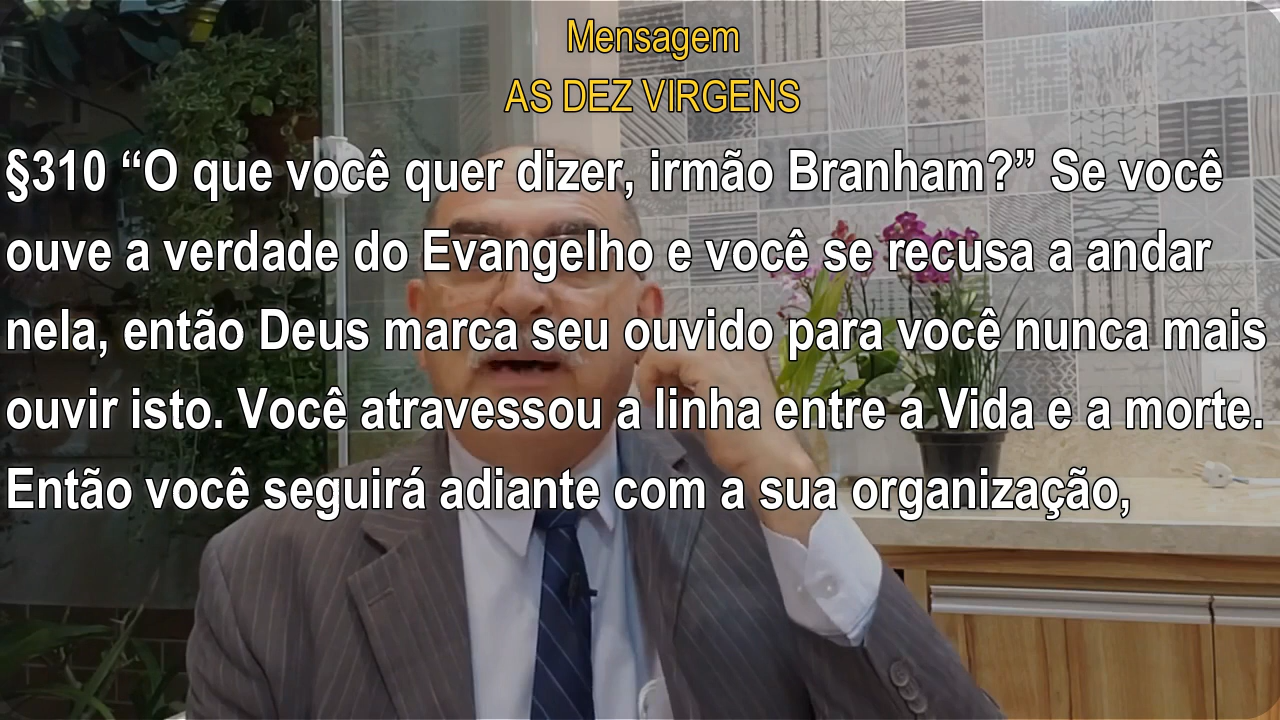 Mensagem
AS DEZ VIRGENS
§310 “O que você quer dizer, irmão Branham?” Se você
ouve a verdade do Evangelho e você se recusa a andar
nela, então Deus marca seu ouvido para você nunca mais
ouvir isto. Você atravessou a linha entre a Vida e a morte.
Então você seguirá adiante com a sua organização,